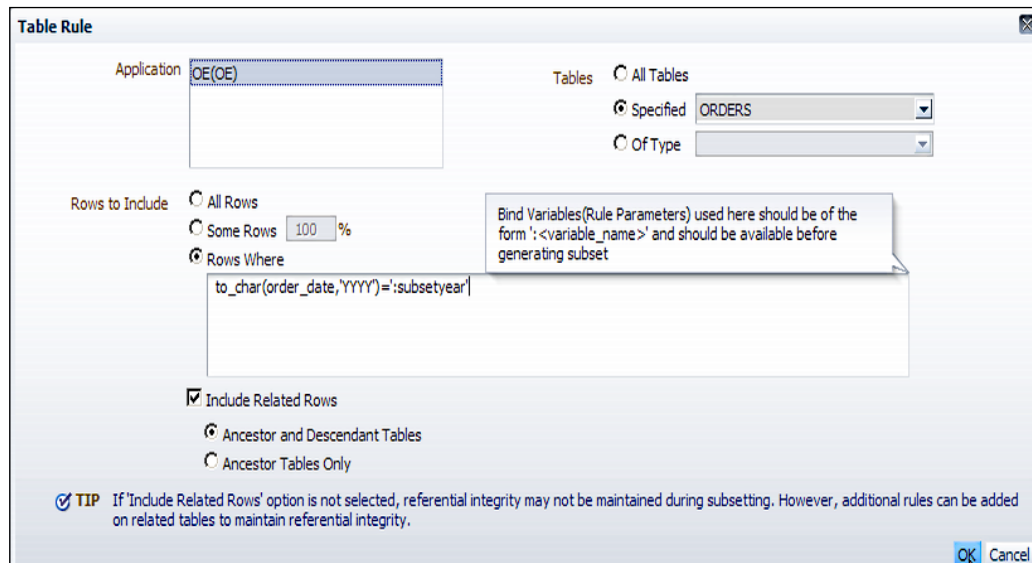 Table Rule
Application
OE(OE)
Tables
All Tables
Specified
ORDERS
Of Type
Rows to Include
All Rows
Some Rows
100
%
Rows Where
Bind Variables(Rule Parameters) used here should be of the
form ':<variable_name>' and should be available before
generating subset
to_char(order_date,'YYYY')=':subsetyear'
Include Related Rows
Ancestor and Descendant Tables
Ancestor Tables Only
TIP If 'Include Related Rows' option is not selected, referential integrity may not be maintained during subsetting. However, additional rules can be added
on related tables to maintain referential integrity.
OK Cancel